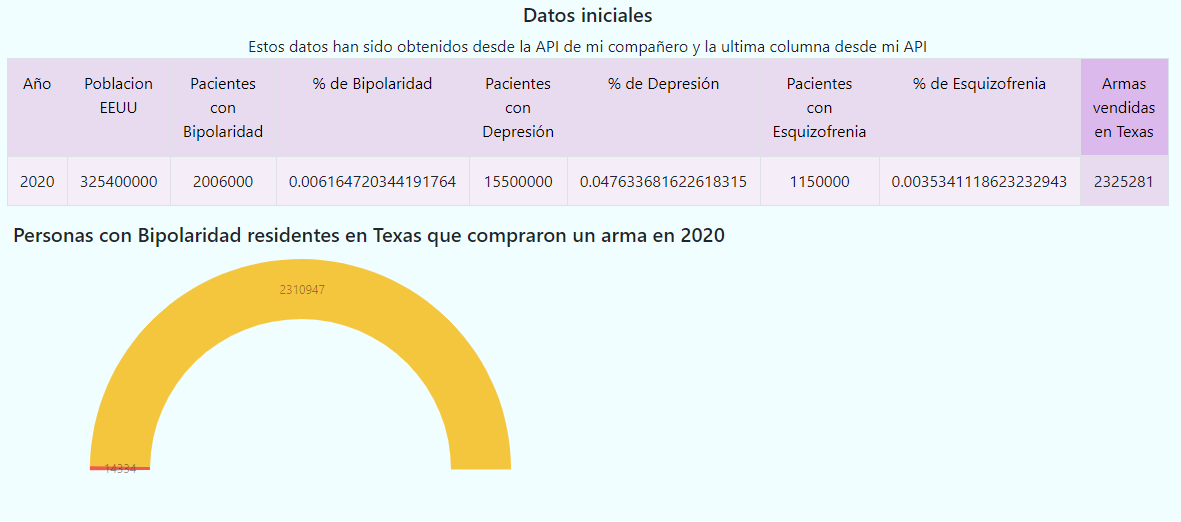 Datos iniciales
Estos datos han sido obtenidos desde la API de mi compañero y la ultima columna desde mi API
Año
Poblacion
EEUU
Pacientes
con
Bipolaridad
% de Bipolaridad
Pacientes
con
Depresión
% de Depresión
Pacientes
con
Esquizofrenia
% de Esquizofrenia
Armas
vendidas
en Texas
2020 325400000 2006000 0.006164720344191764 15500000 0.047633681622618315 1150000 0.0035341118623232943 2325281
Personas con Bipolaridad residentes en Texas que compraron un arma en 2020
2310947
14334